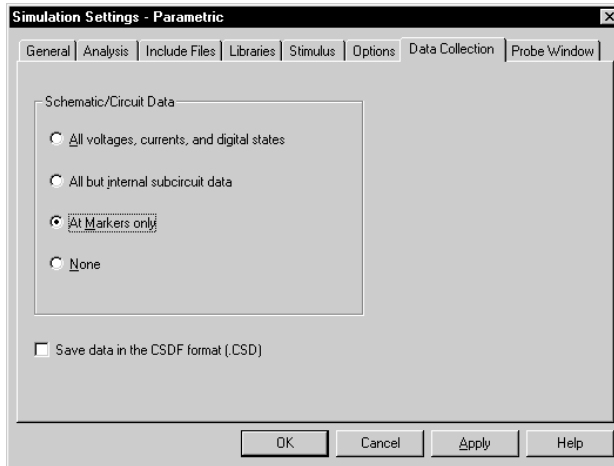 Simulation Settings - Parametric
General Analysis Include Files Libraries Stimulus Options Data Collection Probe Window
Schematic/Circuit Data
All voltages, currents, and digital states
All but internal subcircuit data
At Markers only
None
Save data in the CSDF format (.CSD)
OK Cancel Apply Help